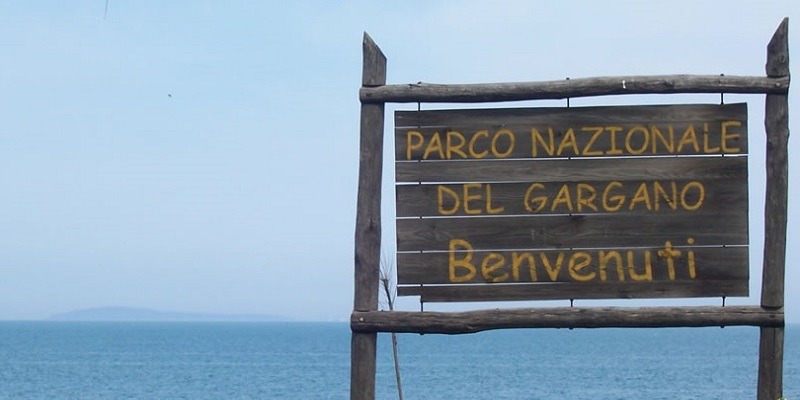 PARCO NAZIONALE
DEL GARGANO
Benvenuti